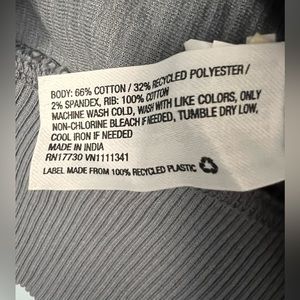 BODY: 66% COTTON / 32% RECYCLED POLYESTER /
2% SPANDEX, RIB: 100% COTTON
MACHINE WASH COLD, WASH WITH LIKE COLORS, ONLY
NON-CHLORINE BLEACH IF NEEDED, TUMBLE DRY LOW,
COOL IRON IF NEEDED
MADE IN INDIA
RN17730 VN1111341
LABEL MADE FROM 100% RECYCLED PLASTIC